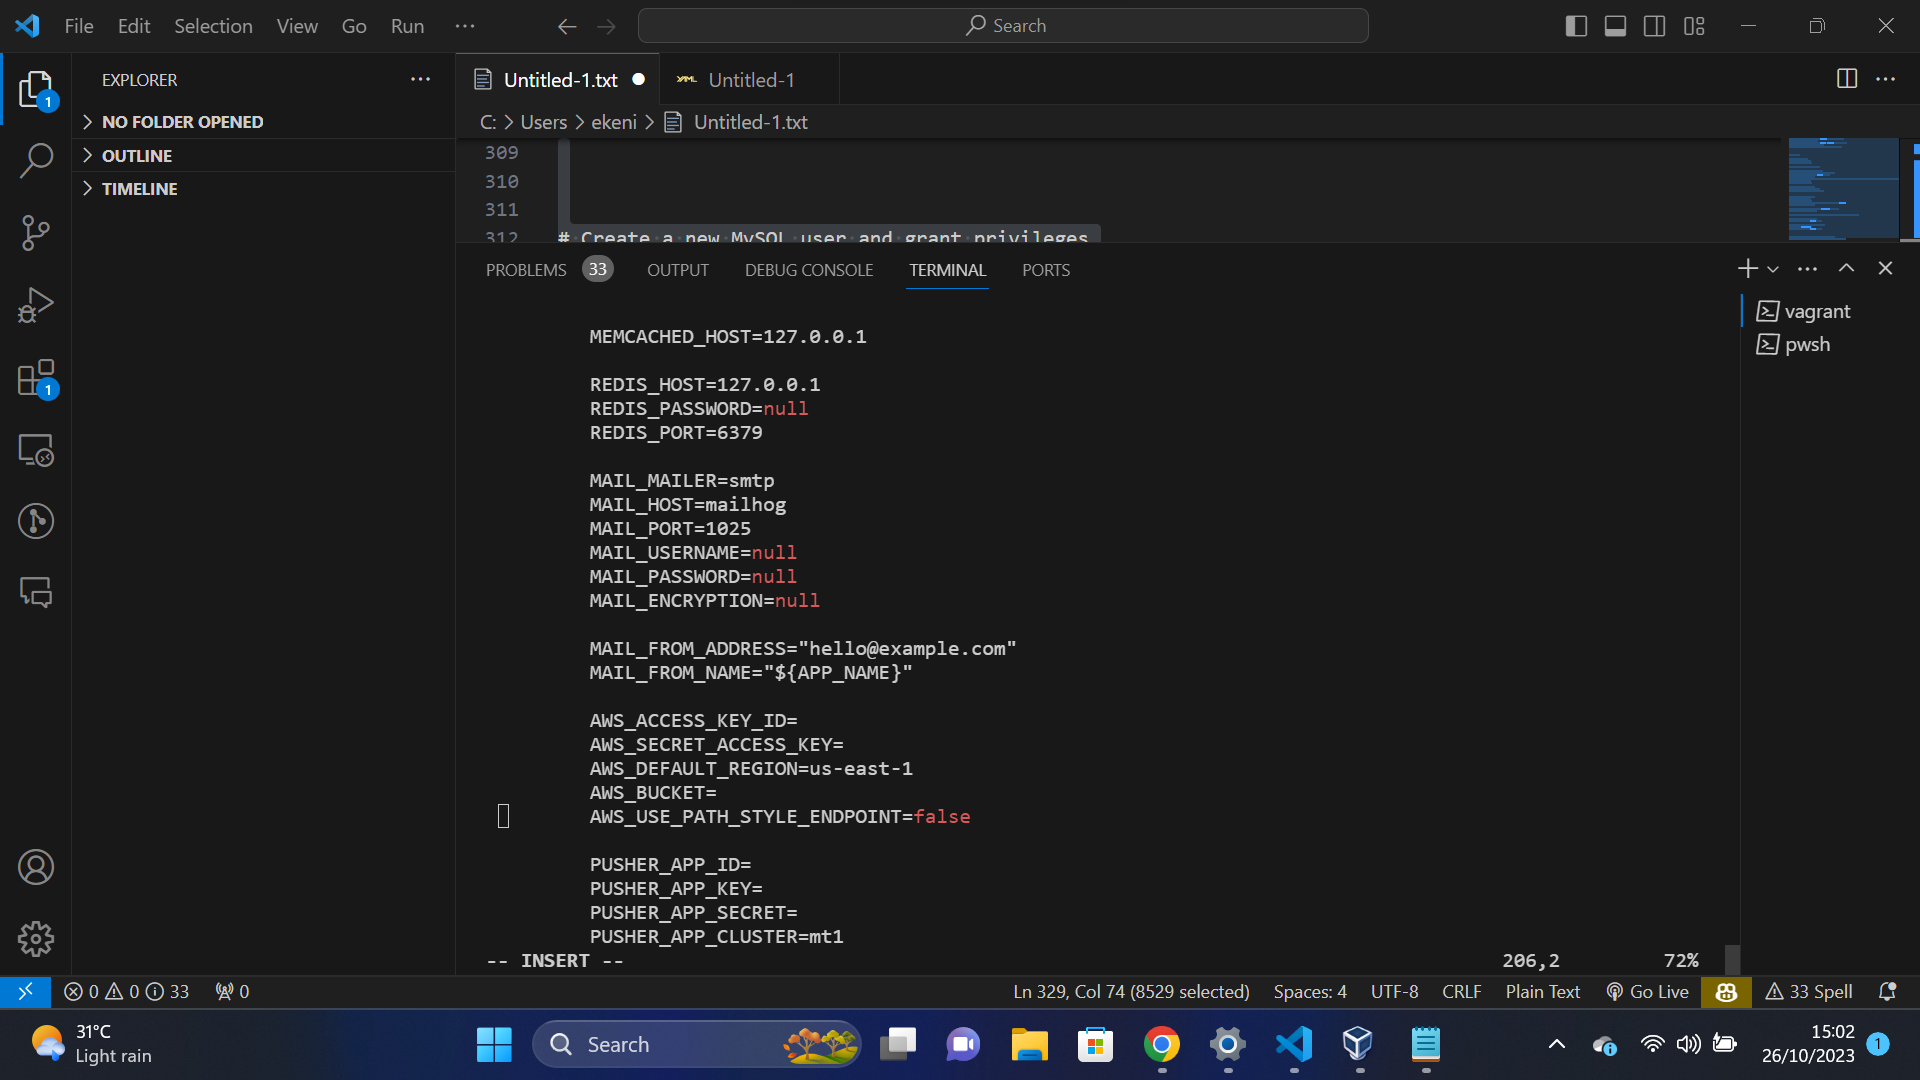 File Edit Selection View Go Run ··· Search
EXPLORER ···
1
NO FOLDER OPENED
OUTLINE
TIMELINE
1
Untitled-1.txt YAML Untitled-1 ···
C: > Users > ekeni > Untitled-1.txt
309
310
311
312 # Create a new MySQL user and grant privileges
PROBLEMS 33 OUTPUT DEBUG CONSOLE TERMINAL PORTS ···
vagrant
pwsh
MEMCACHED_HOST=127.0.0.1
REDIS_HOST=127.0.0.1
REDIS_PASSWORD=null
REDIS_PORT=6379
MAIL_MAILER=smtp
MAIL_HOST=mailhog
MAIL_PORT=1025
MAIL_USERNAME=null
MAIL_PASSWORD=null
MAIL_ENCRYPTION=null
MAIL_FROM_ADDRESS="hello@example.com"
MAIL_FROM_NAME="${APP_NAME}"
AWS_ACCESS_KEY_ID=
AWS_SECRET_ACCESS_KEY=
AWS_DEFAULT_REGION=us-east-1
AWS_BUCKET=
AWS_USE_PATH_STYLE_ENDPOINT=false
PUSHER_APP_ID=
PUSHER_APP_KEY=
PUSHER_APP_SECRET=
PUSHER_APP_CLUSTER=mt1
-- INSERT -- 206,2 72%
0 0 33 0 Ln 329, Col 74 (8529 selected) Spaces: 4 UTF-8 CRLF Plain Text Go Live 33 Spell
31°C
Light rain
Search
15:02
26/10/2023
1